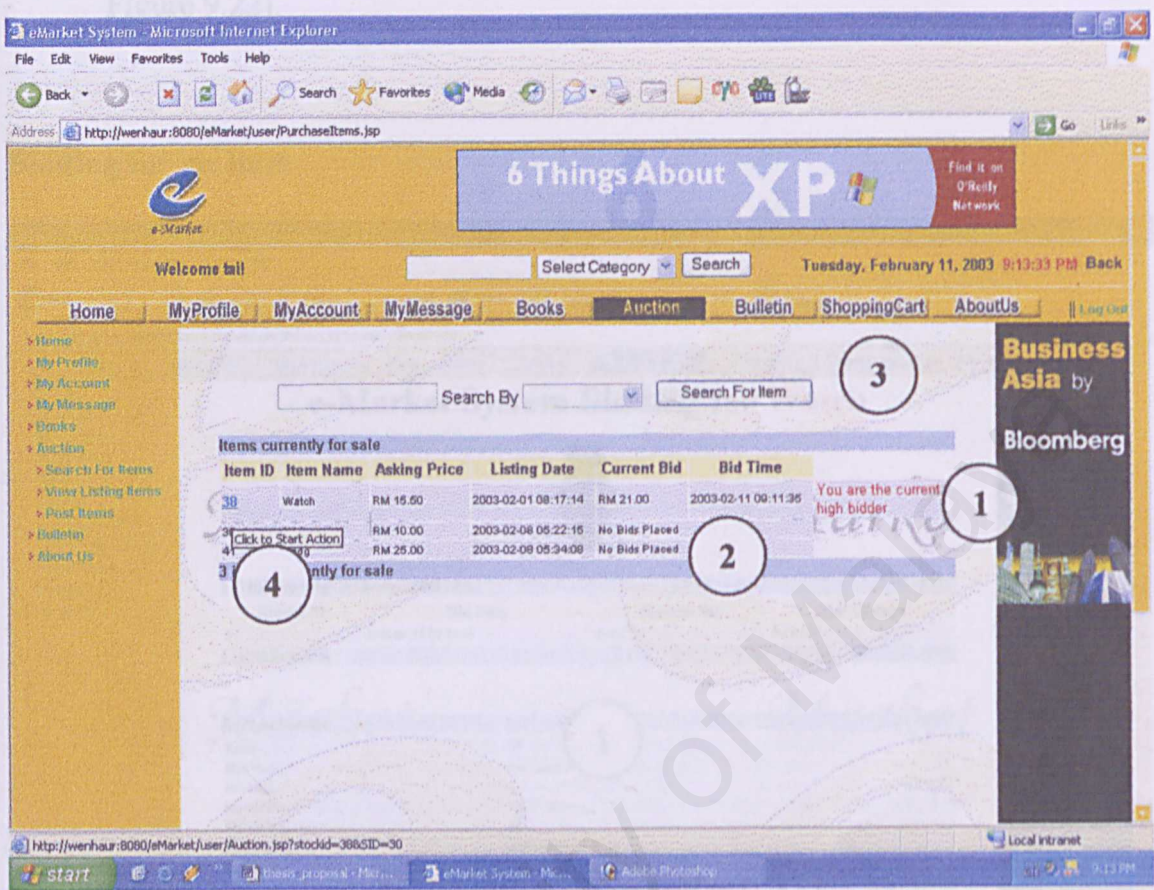 eMarket System - Microsoft Internet Explorer
File Edit View Favorites Tools Help
Back Search Favorites Media
Address http://wenhaur:8080/eMarket/user/PurchaseItems.jsp Go Links
6 Things About XP
Find it on
O'Reilly
Network
e-Market
Welcome tai! Select Category Search Tuesday, February 11, 2003 9:13:33 PM Back
Home MyProfile MyAccount MyMessage Books Auction Bulletin ShoppingCart AboutUs || Log Out
Home
My Profile
My Account
My Message
Books
Auction
Search For Items
View Listing Items
Post Items
Bulletin
About Us
Search By Search For Item
3
Items currently for sale
Item ID Item Name Asking Price Listing Date Current Bid Bid Time
38 Watch RM 15.50 2003-02-01 08:17:14 RM 21.00 2003-02-11 09:11:35 You are the current
high bidder
1
RM 10.00 2003-02-08 05:22:15 No Bids Placed
Click to Start Action
41 RM 25.00 2003-02-08 05:34:08 No Bids Placed
2
3 currently for sale
4
Business
Asia by
Bloomberg
http://wenhaur:8080/eMarket/user/Auction.jsp?stockid=38&SID=30 Local intranet
start thesis_proposal - Micr... eMarket System - Mic... Adobe Photoshop 9:13 PM